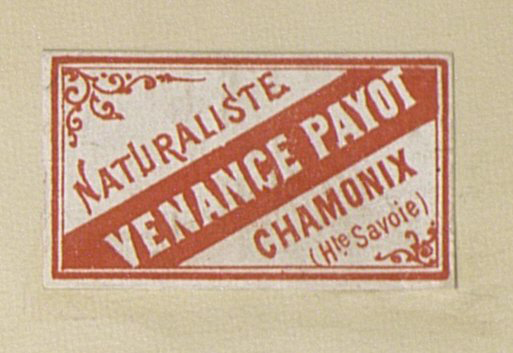 NATURALISTE
VENANCE PAYOT
CHAMONIX
(Hte Savoie)